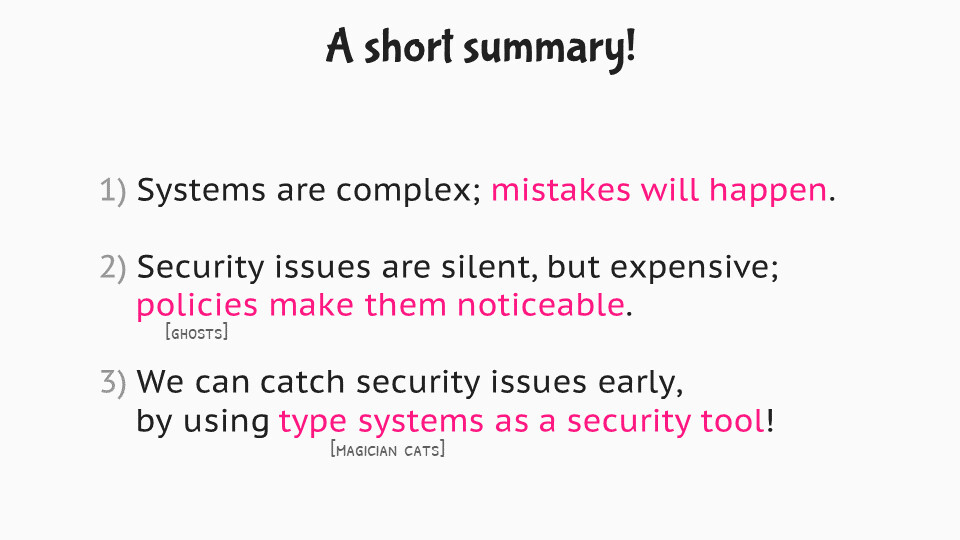 A short summary!
1) Systems are complex; mistakes will happen.
2) Security issues are silent, but expensive;
policies make them noticeable.
[GHOSTS]
3) We can catch security issues early,
by using type systems as a security tool!
[MAGICIAN CATS]